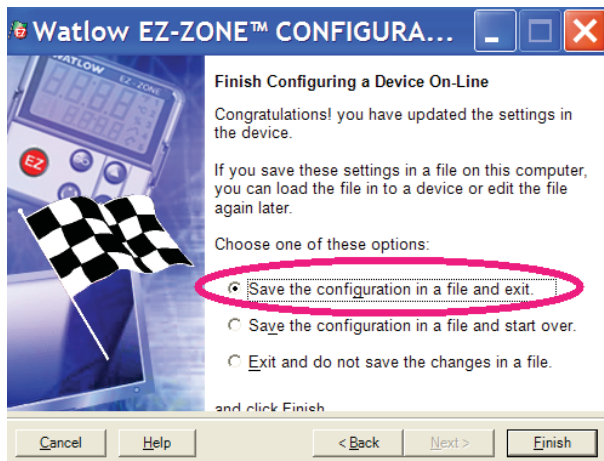 Watlow EZ-ZONE™ CONFIGURA...
WATLOW
EZ-ZONE
EZ
Finish Configuring a Device On-Line
Congratulations! you have updated the settings in
the device.
If you save these settings in a file on this computer,
you can load the file in to a device or edit the file
again later.
Choose one of these options:
Save the configuration in a file and exit.
Save the configuration in a file and start over.
Exit and do not save the changes in a file.
and click Finish
Cancel
Help
< Back
Next >
Finish